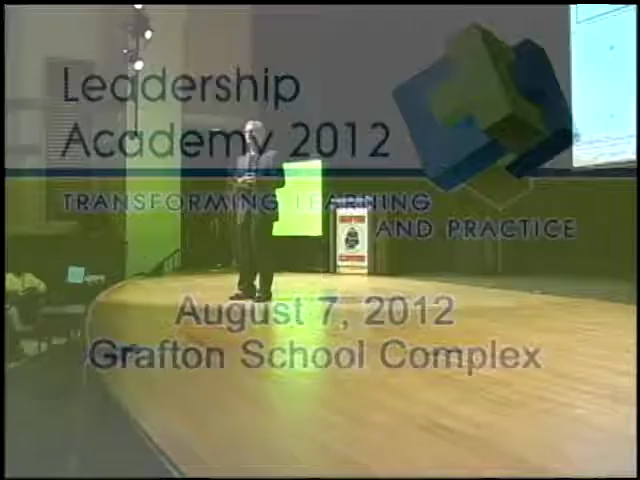 Leadership
Academy 2012
TRANSFORMING LEARNING
AND PRACTICE
August 7, 2012
Grafton School Complex